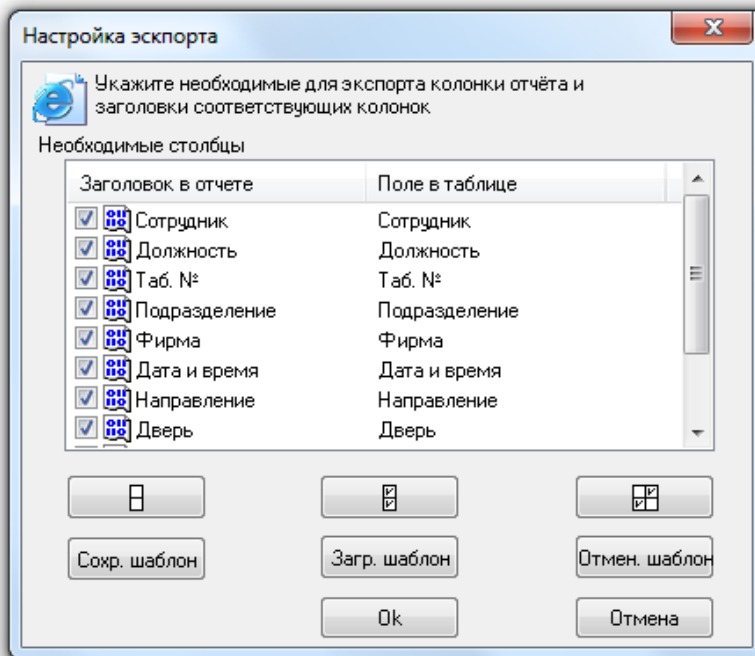 Настройка эскпорта
Укажите необходимые для экспорта колонки отчёта и
заголовки соответствующих колонок
Необходимые столбцы
Заголовок в отчете Поле в таблице
Сотрудник Сотрудник
Должность Должность
Таб. № Таб. №
Подразделение Подразделение
Фирма Фирма
Дата и время Дата и время
Направление Направление
Дверь Дверь
Сохр. шаблон Загр. шаблон Отмен. шаблон
Ok Отмена